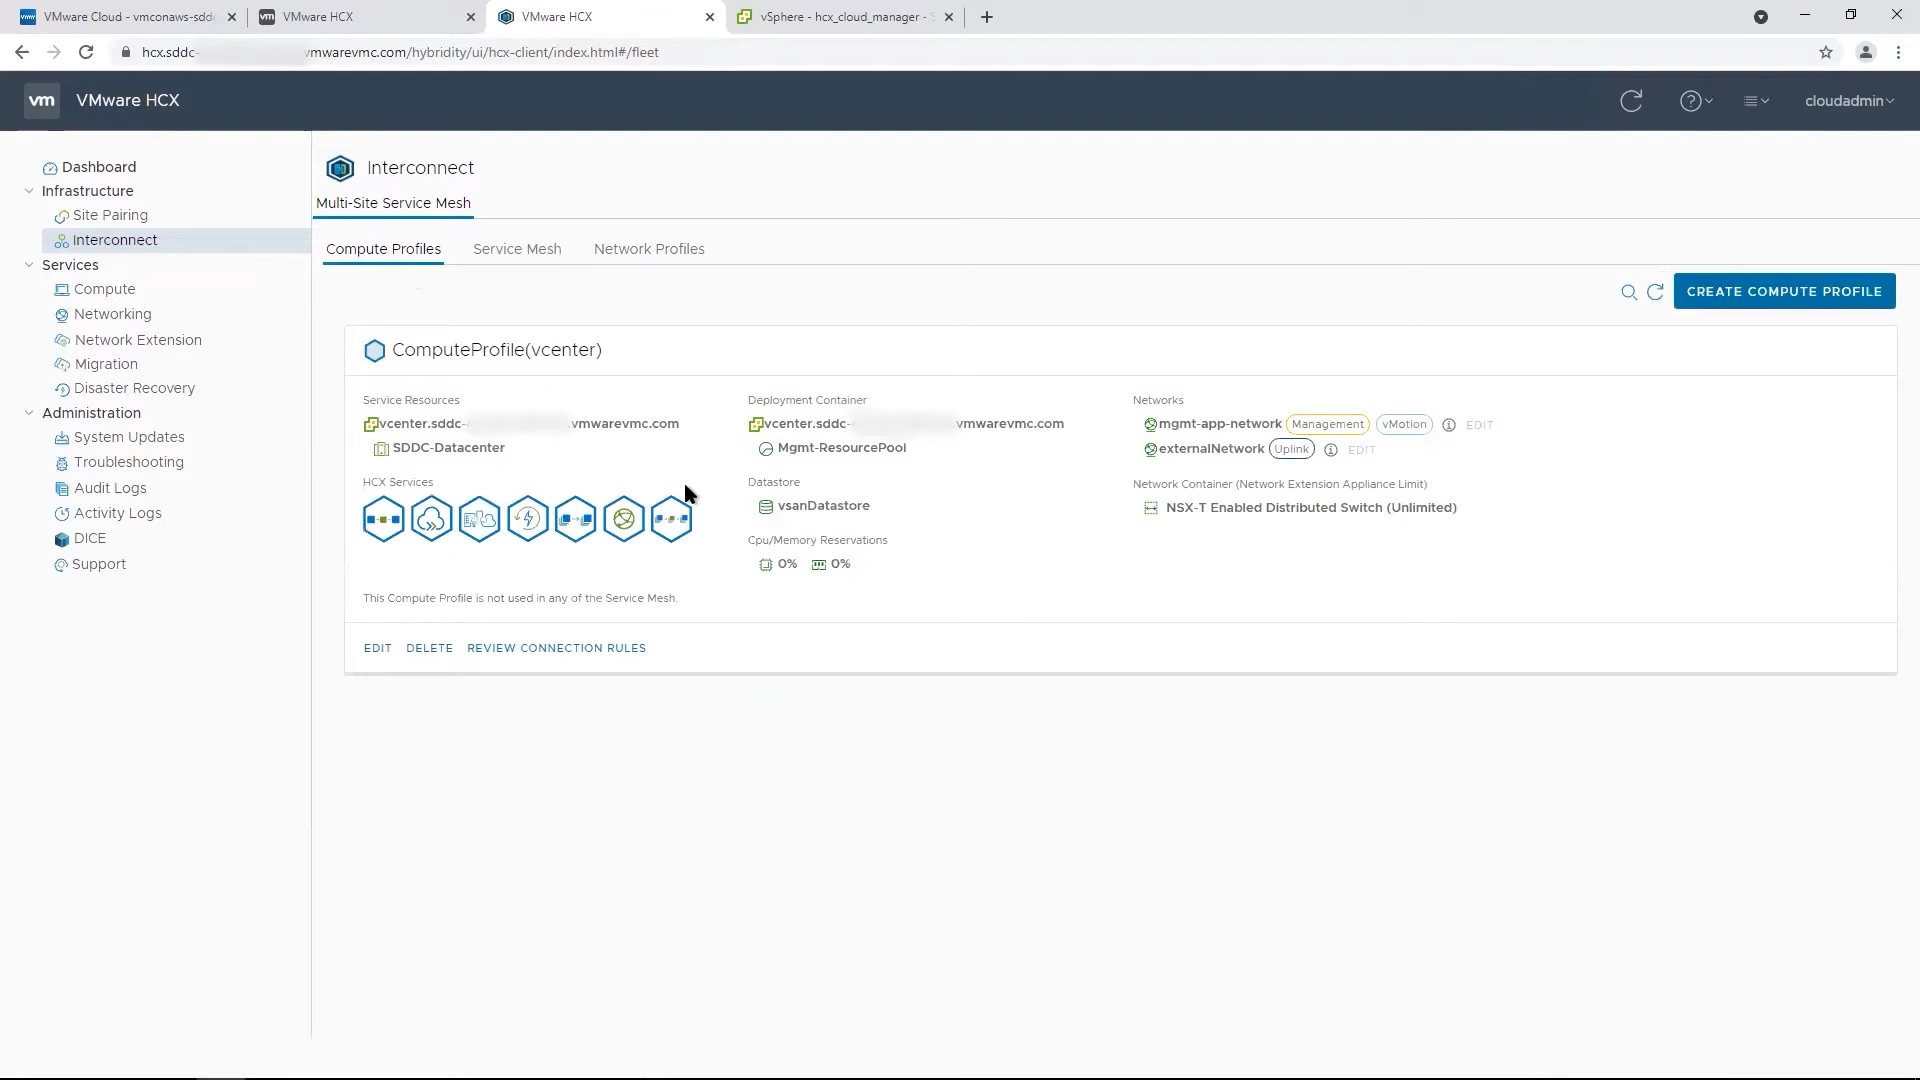 VMware Cloud - vmconaws-sddc
VMware HCX
VMware HCX
vSphere - hcx_cloud_manager -
hcx.sddc- vmwarevmc.com/hybridity/ui/hcx-client/index.html#/fleet
vm VMware HCX
cloudadmin
Dashboard
Infrastructure
Site Pairing
Interconnect
Services
Compute
Networking
Network Extension
Migration
Disaster Recovery
Administration
System Updates
Troubleshooting
Audit Logs
Activity Logs
DICE
Support
Interconnect
Multi-Site Service Mesh
Compute Profiles Service Mesh Network Profiles
CREATE COMPUTE PROFILE
ComputeProfile(vcenter)
Service Resources
vcenter.sddc- .vmwarevmc.com
SDDC-Datacenter
HCX Services
This Compute Profile is not used in any of the Service Mesh.
Deployment Container
vcenter.sddc- .vmwarevmc.com
Mgmt-ResourcePool
Datastore
vsanDatastore
Cpu/Memory Reservations
0% 0%
Networks
mgmt-app-network Management vMotion EDIT
externalNetwork Uplink EDIT
Network Container (Network Extension Appliance Limit)
NSX-T Enabled Distributed Switch (Unlimited)
EDIT DELETE REVIEW CONNECTION RULES